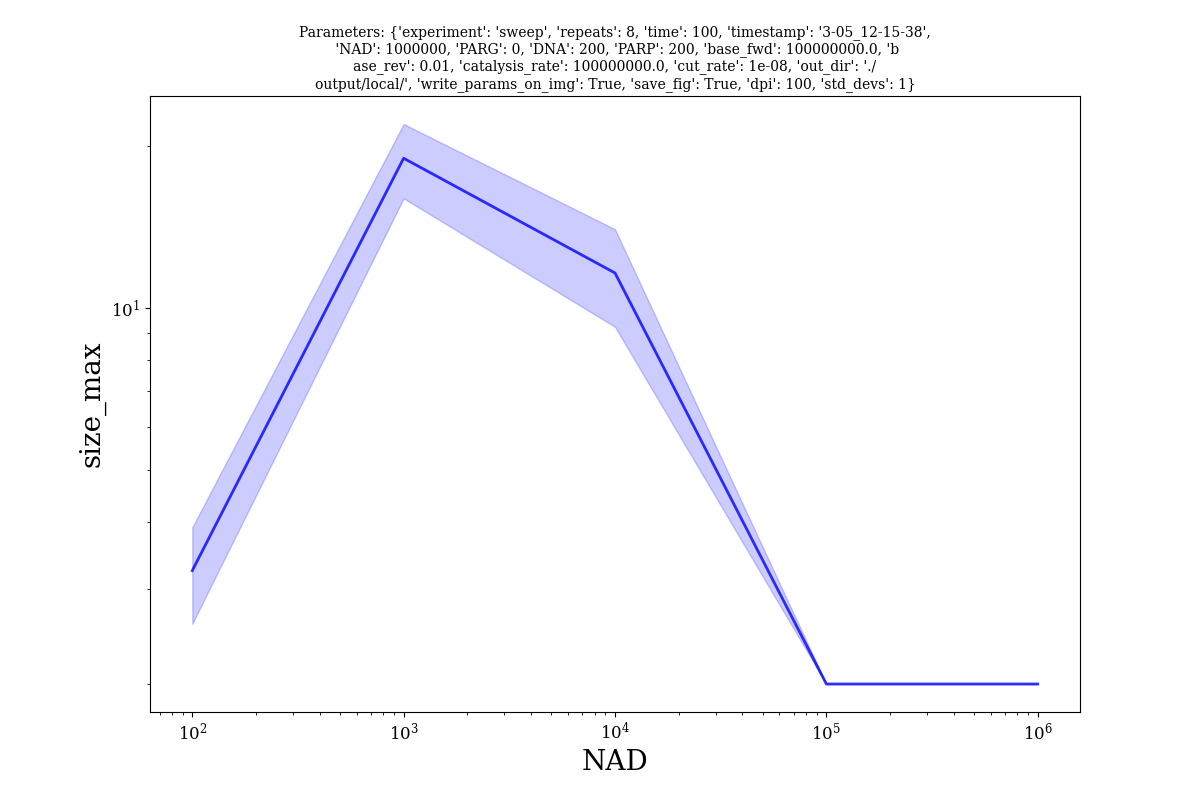 Parameters: {'experiment': 'sweep', 'repeats': 8, 'time': 100, 'timestamp': '3-05_12-15-38',
'NAD': 1000000, 'PARG': 0, 'DNA': 200, 'PARP': 200, 'base_fwd': 100000000.0, 'b
ase_rev': 0.01, 'catalysis_rate': 100000000.0, 'cut_rate': 1e-08, 'out_dir': './
output/local/', 'write_params_on_img': True, 'save_fig': True, 'dpi': 100, 'std_devs': 1}
size_max
10¹
10² 10³ 10⁴ 10⁵ 10⁶
NAD